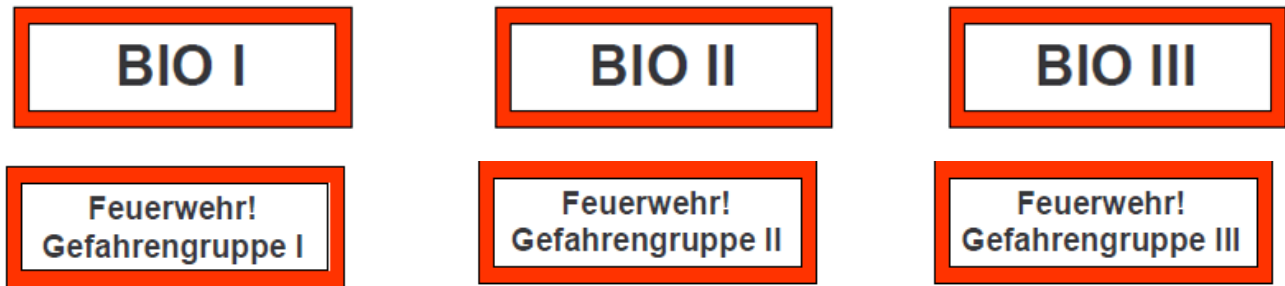 BIO I
BIO II
BIO III
Feuerwehr!
Gefahrengruppe I
Feuerwehr!
Gefahrengruppe II
Feuerwehr!
Gefahrengruppe III